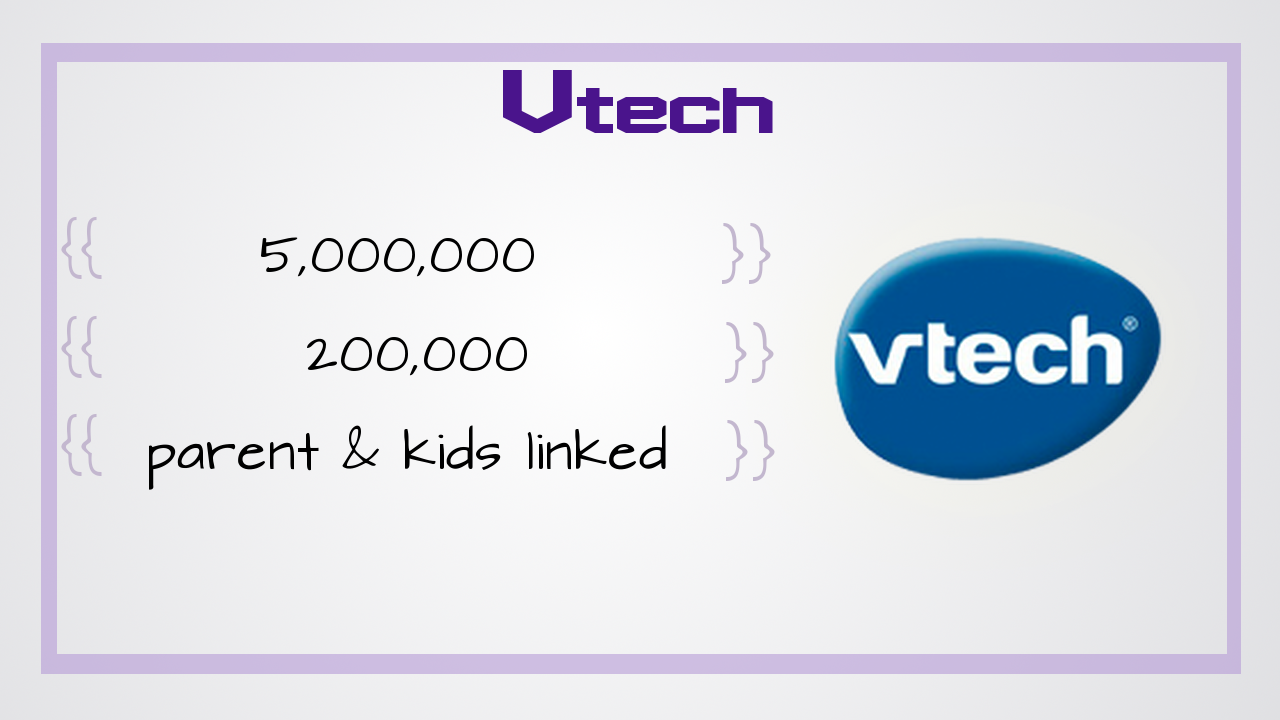 Vtech
5,000,000
200,000
parent & kids linked
vtech®